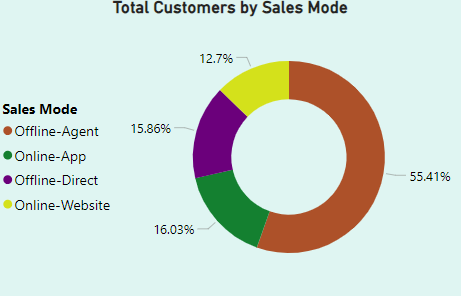 Total Customers by Sales Mode
12.7%
Sales Mode
Offline-Agent
15.86%
Online-App
Offline-Direct
55.41%
Online-Website
16.03%